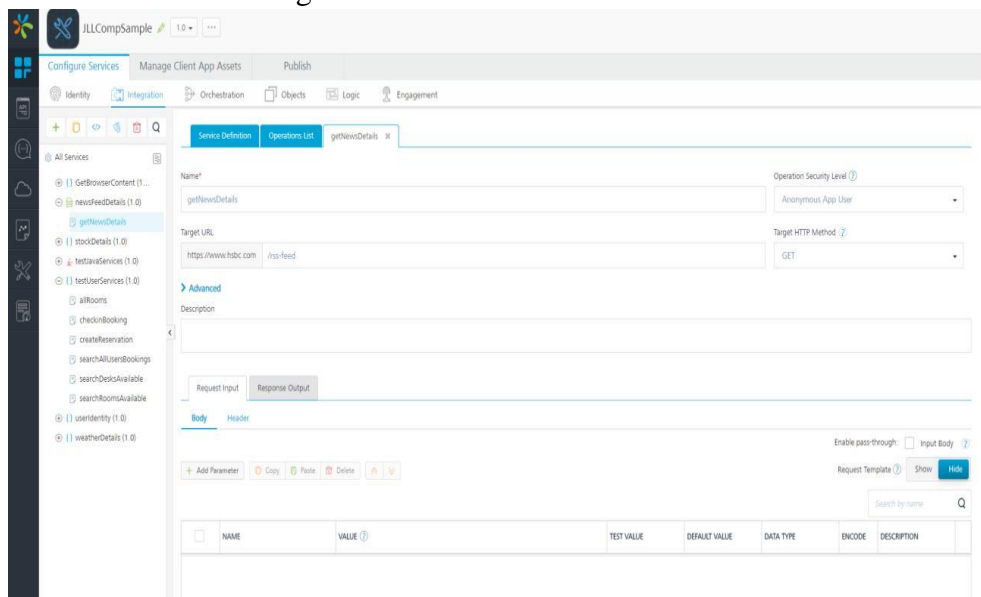 JLLCompSample 1.0
Configure Services Manage Client App Assets Publish
Identity Integration Orchestration Objects Logic Engagement
Service Definition Operations List getNewsDetails
All Services
GetBrowserContent (1...
newsFeedDetails (1.0)
getNewsDetails
stockDetails (1.0)
testJavaServices (1.0)
testUserServices (1.0)
allRooms
checkinBooking
createReservation
searchAllUsersBookings
searchDesksAvailable
searchRoomsAvailable
userIdentity (1.0)
weatherDetails (1.0)
Name* Operation Security Level ?
getNewsDetails Anonymous App User
Target URL Target HTTP Method ?
https://www.hsbc.com /rss-feed GET
Advanced
Description
Request Input Response Output
Body Header
Enable pass-through: Input Body ?
+ Add Parameter Copy Paste Delete Request Template ? Show Hide
Search by name
NAME VALUE ? TEST VALUE DEFAULT VALUE DATA TYPE ENCODE DESCRIPTION